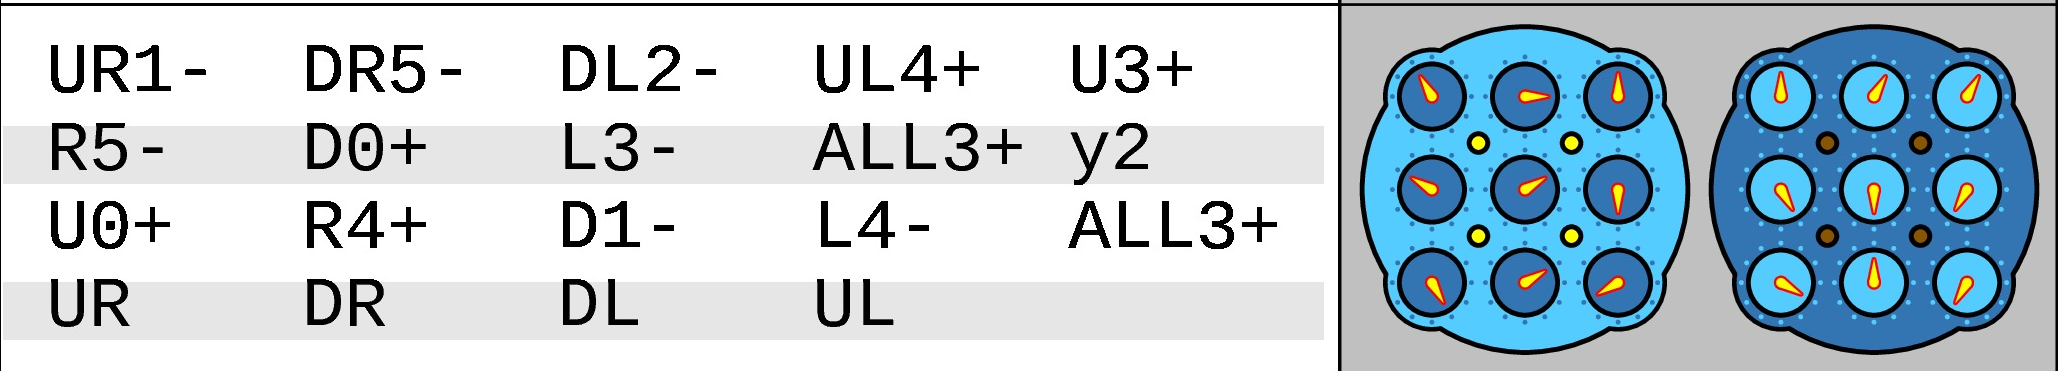 UR1- DR5- DL2- UL4+ U3+
R5- D0+ L3- ALL3+ y2
U0+ R4+ D1- L4- ALL3+
UR DR DL UL